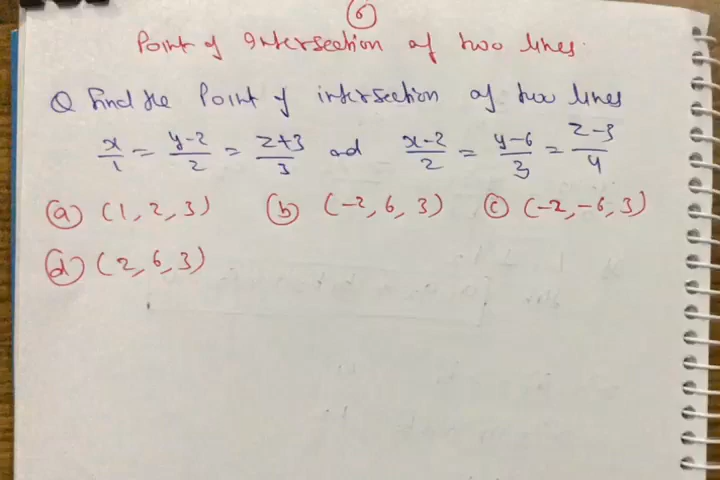 6
Point of Intersection of two lines.
Q Find the Point of intersection of two lines
x/1 = y-2/2 = z+3/3 and x-2/2 = y-6/3 = z-3/4
(a) (1, 2, 3) (b) (-2, 6, 3) (c) (-2, -6, 3)
(d) (2, 6, 3)